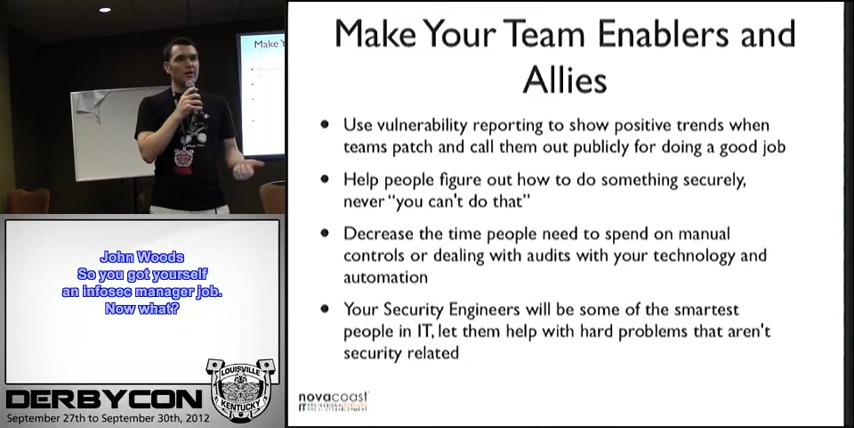 Make Y
Make Your Team Enablers and
Allies
• Use vulnerability reporting to show positive trends when
teams patch and call them out publicly for doing a good job
• Help people figure out how to do something securely,
never "you can't do that"
• Decrease the time people need to spend on manual
controls or dealing with audits with your technology and
automation
• Your Security Engineers will be some of the smartest
people in IT, let them help with hard problems that aren't
security related
novacoast
IT
John Woods
So you got yourself
an infosec manager job.
Now what?
LOUISVILLE
KENTUCKY
DERBYCON
September 27th to September 30th, 2012